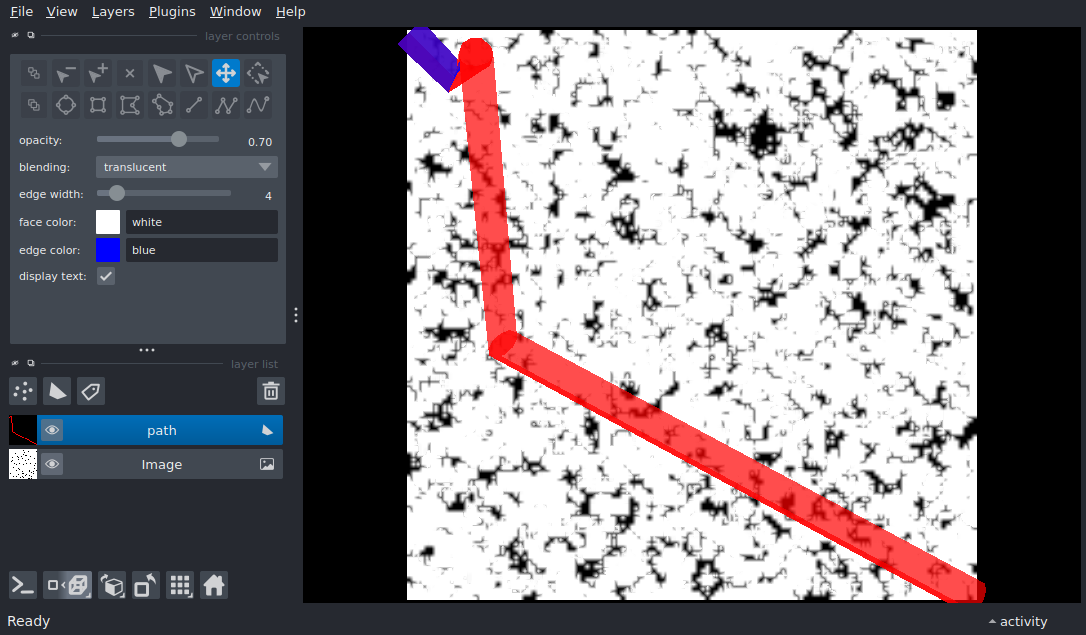 File View Layers Plugins Window Help
layer controls
opacity: 0.70
blending: translucent
edge width: 4
face color: white
edge color: blue
display text:
layer list
path
Image
Ready activity